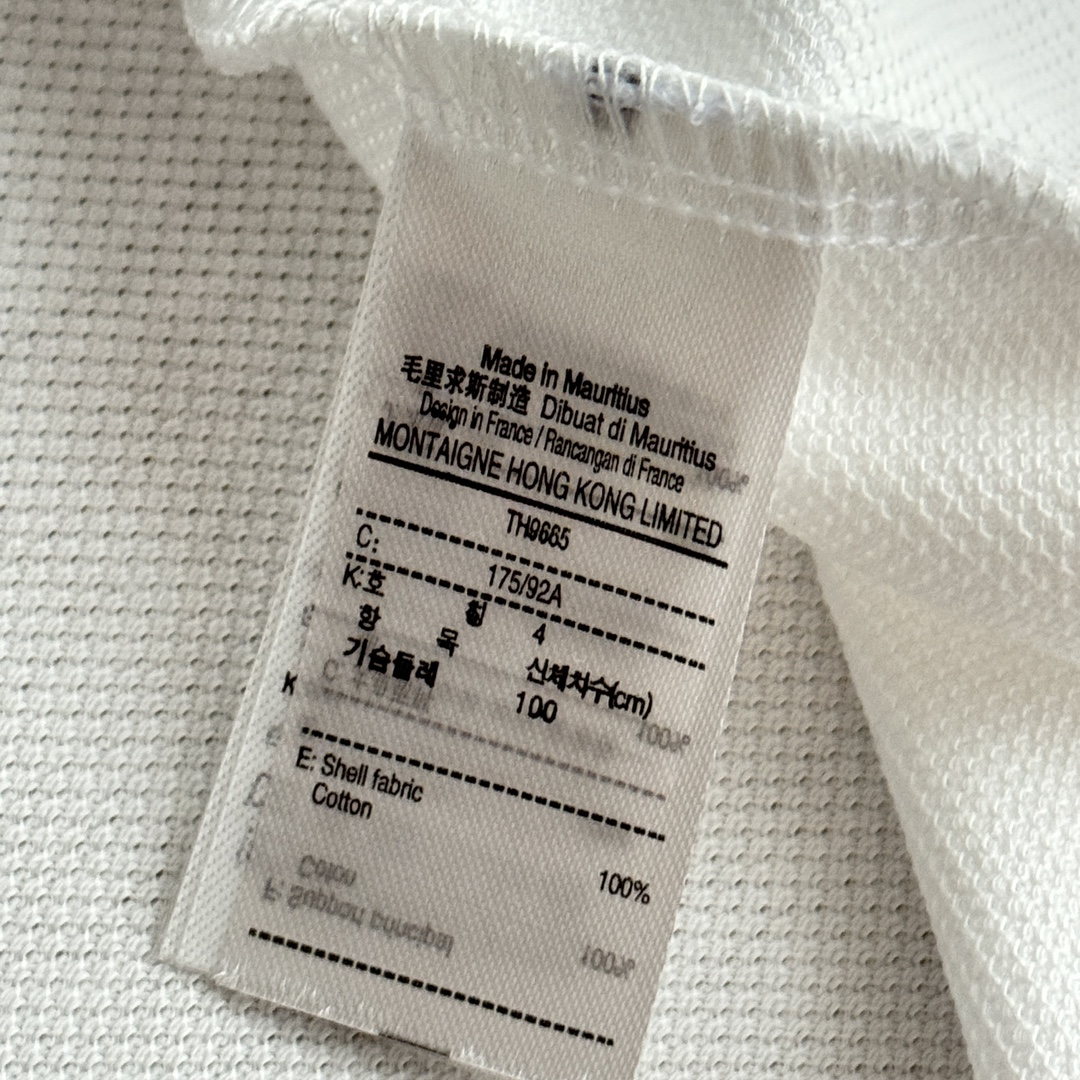 Made in Mauritius
毛里求斯制造 Dibuat di Mauritius
Design in France / Rancangan di France
MONTAIGNE HONG KONG LIMITED
TH9665
C: 175/92A
K: 호 칭 4
항 목 신체치수(cm)
기슴둘레 100
E: Shell fabric
Cotton
100%